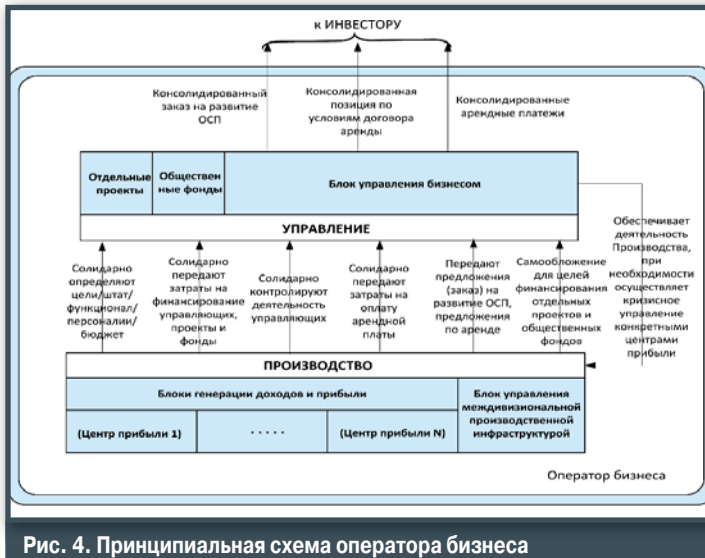 к ИНВЕСТОРУ
Консолидированный
заказ на развитие
ОСП
Консолидированная
позиция по
условиям договора
аренды
Консолидированные
арендные платежи
Отдельные
проекты
Обществен
ные фонды
Блок управления бизнесом
УПРАВЛЕНИЕ
Солидарно
определяют
цели/штат/
функционал/
персоналии/
бюджет
Солидарно
передают
затраты на
финансирование
управляющих,
проекты и
фонды
Солидарно
контролируют
деятельность
управляющих
Солидарно
передают
затраты на
оплату
арендной
платы
Передают
предложения
(заказ) на
развитие ОСП,
предложения
по аренде
Самообложение
для целей
финансирования
отдельных
проектов и
общественных
фондов
Обеспечивает
деятельность
Производства,
при
необходимости
осуществляет
кризисное
управление
конкретными
центрами
прибыли
ПРОИЗВОДСТВО
Блоки генерации доходов и прибыли
Блок управления
междивизиональной
производственной
инфраструктурой
(Центр прибыли 1)
· · · · ·
(Центр прибыли N)
Оператор бизнеса
Рис. 4. Принципиальная схема оператора бизнеса